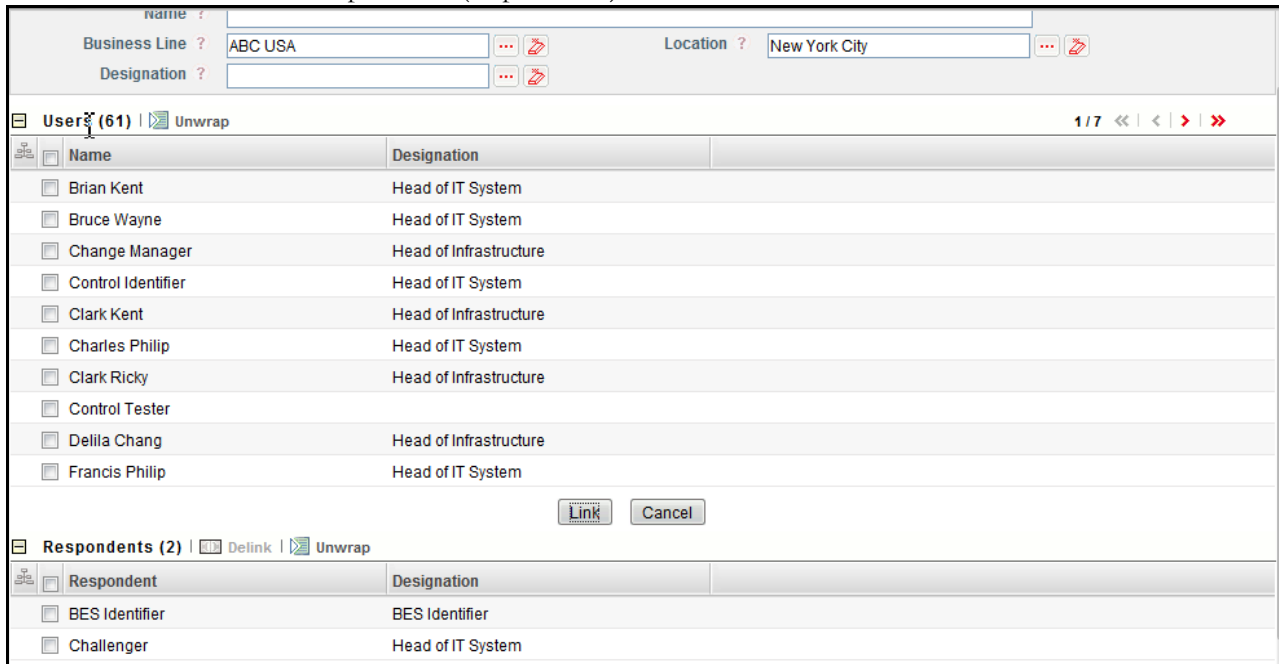 Name ?
Business Line ? ABC USA ... Location ? New York City ...
Designation ? ...
Users (61) | Unwrap 1 / 7 « | < | > | »
Name Designation
Brian Kent Head of IT System
Bruce Wayne Head of IT System
Change Manager Head of Infrastructure
Control Identifier Head of IT System
Clark Kent Head of Infrastructure
Charles Philip Head of IT System
Clark Ricky Head of Infrastructure
Control Tester
Delila Chang Head of Infrastructure
Francis Philip Head of IT System
Link Cancel
Respondents (2) | Delink | Unwrap
Respondent Designation
BES Identifier BES Identifier
Challenger Head of IT System